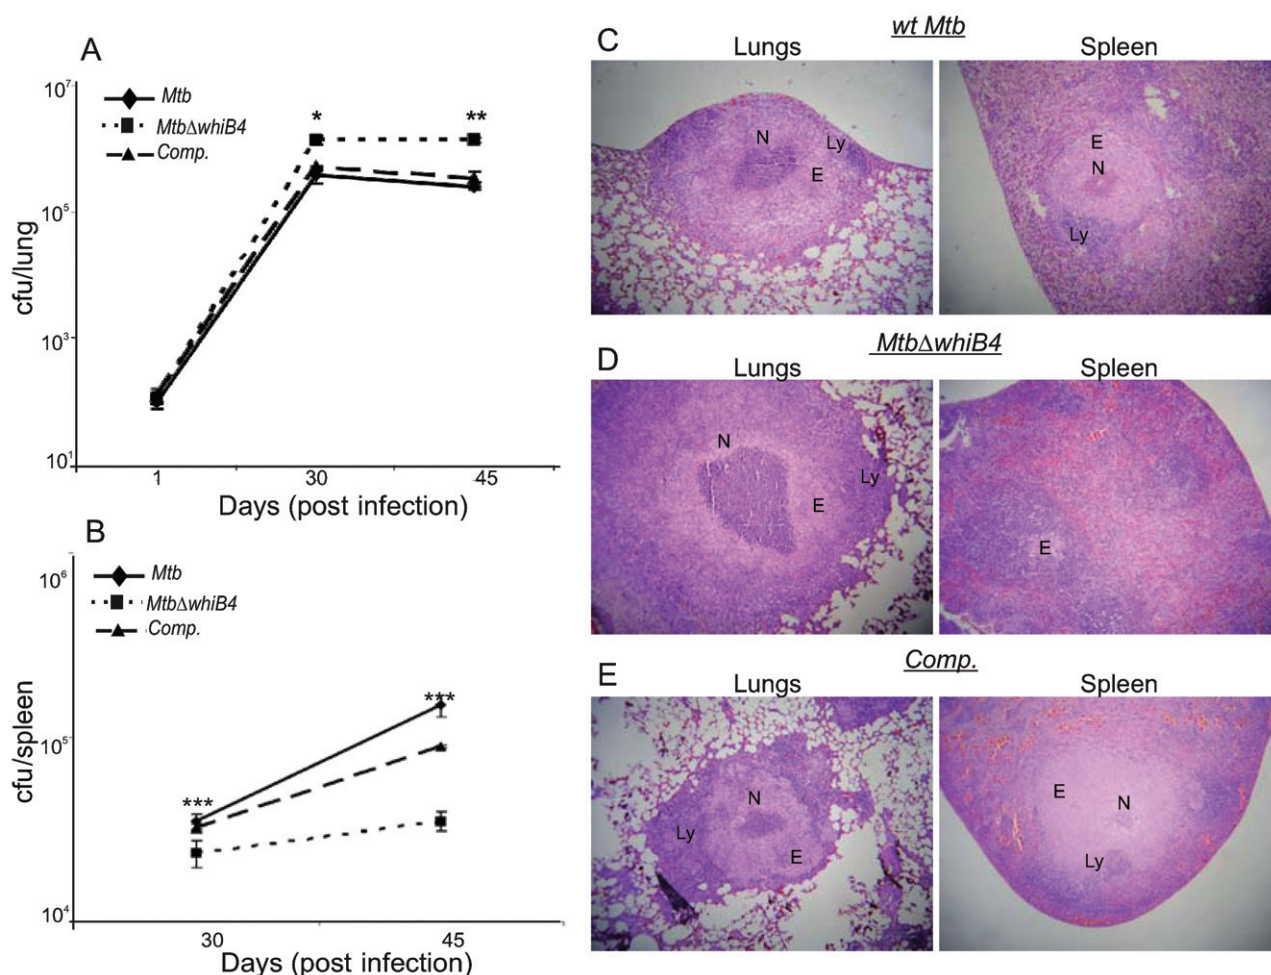 A
10⁷
10⁵
10³
10¹
cfu/lung
Mtb
MtbΔwhiB4
Comp.
*
**
1
30
45
Days (post infection)
B
10⁶
10⁵
10⁴
cfu/spleen
Mtb
MtbΔwhiB4
Comp.
***
***
30
45
Days (post infection)
C
wt Mtb
Lungs
Spleen
N
Ly
E
E
N
Ly
D
MtbΔwhiB4
Lungs
Spleen
N
Ly
E
E
E
Comp.
Lungs
Spleen
N
Ly
E
E
N
Ly